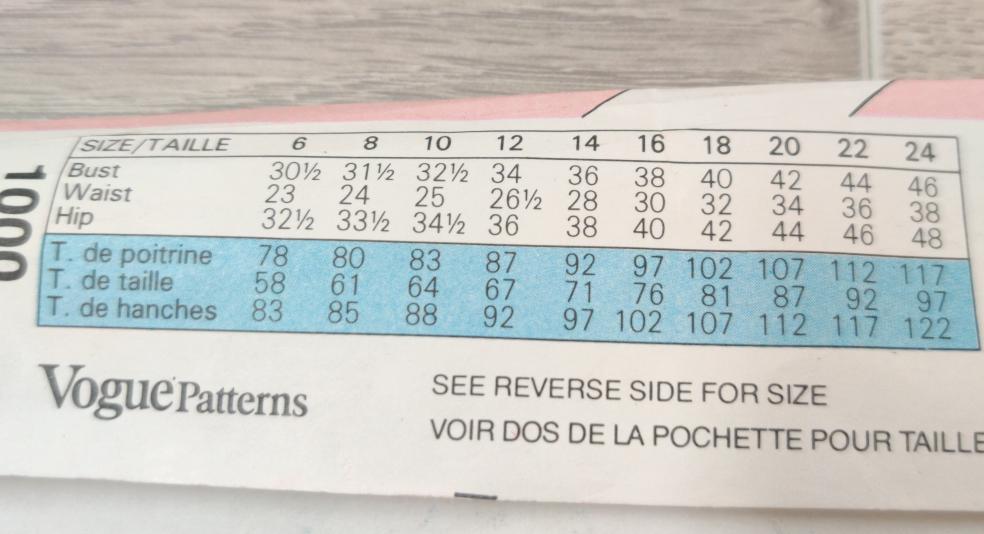 SIZE/TAILLE 6 8 10 12 14 16 18 20 22 24
Bust 30½ 31½ 32½ 34 36 38 40 42 44 46
Waist 23 24 25 26½ 28 30 32 34 36 38
Hip 32½ 33½ 34½ 36 38 40 42 44 46 48
T. de poitrine 78 80 83 87 92 97 102 107 112 117
T. de taille 58 61 64 67 71 76 81 87 92 97
T. de hanches 83 85 88 92 97 102 107 112 117 122
1000
Vogue Patterns
SEE REVERSE SIDE FOR SIZE
VOIR DOS DE LA POCHETTE POUR TAILLE